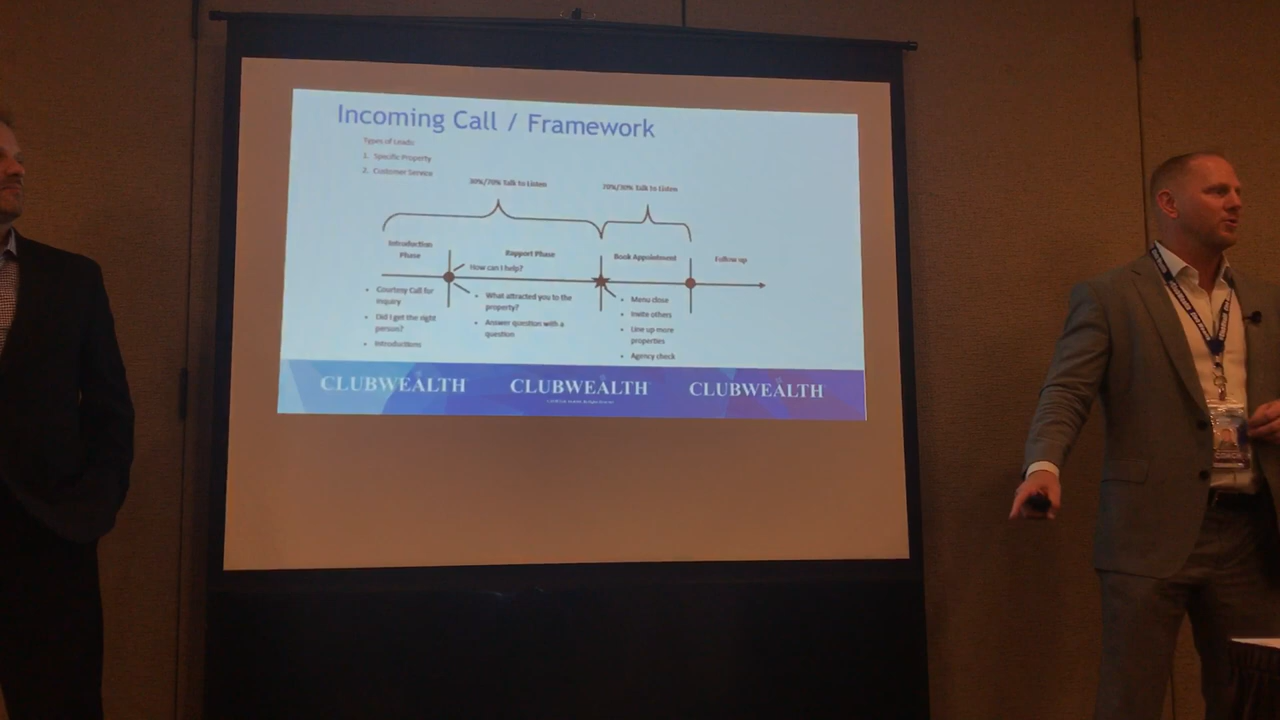 Incoming Call / Framework
Types of Leads:
1. Specific Property
2. Customer Service
30%/70% Talk to Listen
70%/30% Talk to Listen
Introduction
Phase
Rapport Phase
Book Appointment
Follow up
How can I help?
Courtesy Call for
inquiry
Did I get the right
person?
Introductions
What attracted you to the
property?
Answer question with a
question
Menu close
Invite others
Line up more
properties
Agency check
CLUBWEALTH CLUBWEALTH CLUBWEALTH